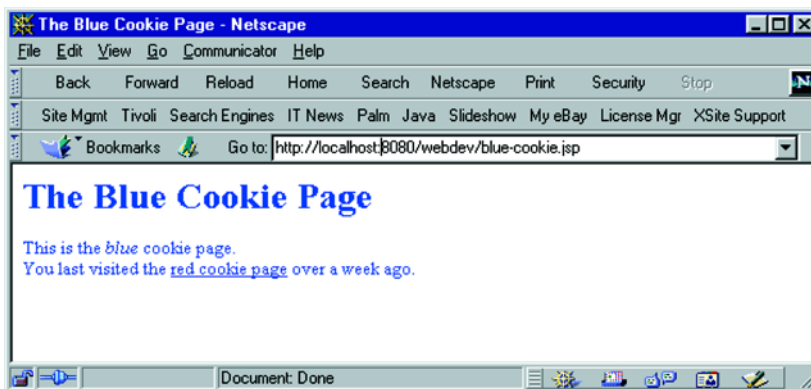 The Blue Cookie Page - Netscape
File Edit View Go Communicator Help
Back Forward Reload Home Search Netscape Print Security Stop
N
Site Mgmt Tivoli Search Engines IT News Palm Java Slideshow My eBay License Mgr XSite Support
Bookmarks Go to: http://localhost:8080/webdev/blue-cookie.jsp
The Blue Cookie Page
This is the blue cookie page.
You last visited the red cookie page over a week ago.
Document: Done